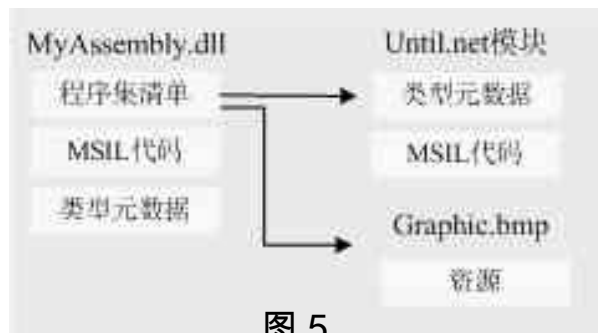 MyAssembly.dll
程序集清单
MSIL代码
类型元数据
Until.net模块
类型元数据
MSIL代码
Graphic.bmp
资源
图 5